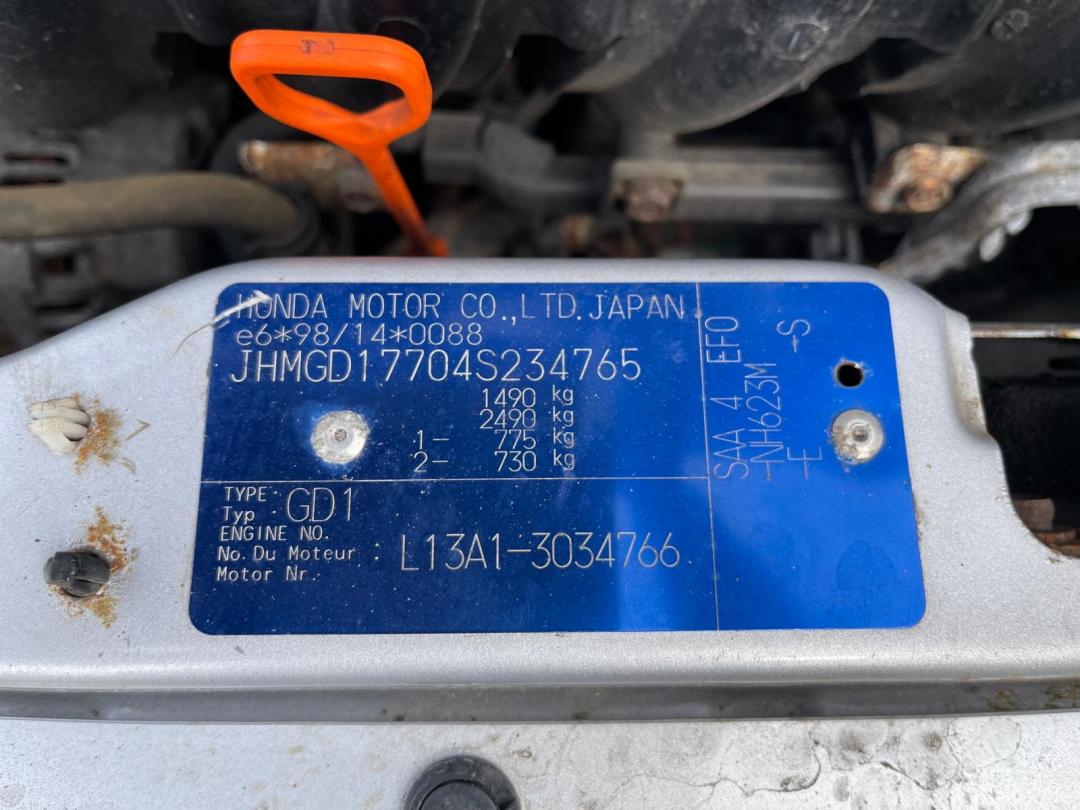 HONDA MOTOR CO.,LTD.JAPAN
e6*98/14*0088
JHMGD17704S234765
1490 kg
2490 kg
1- 775 kg
2- 730 kg
TYPE
Typ : GD1
ENGINE NO.
No.Du Moteur : L13A1-3034766
Motor Nr.
SAA 4 EF0
-NH623M -S
-E